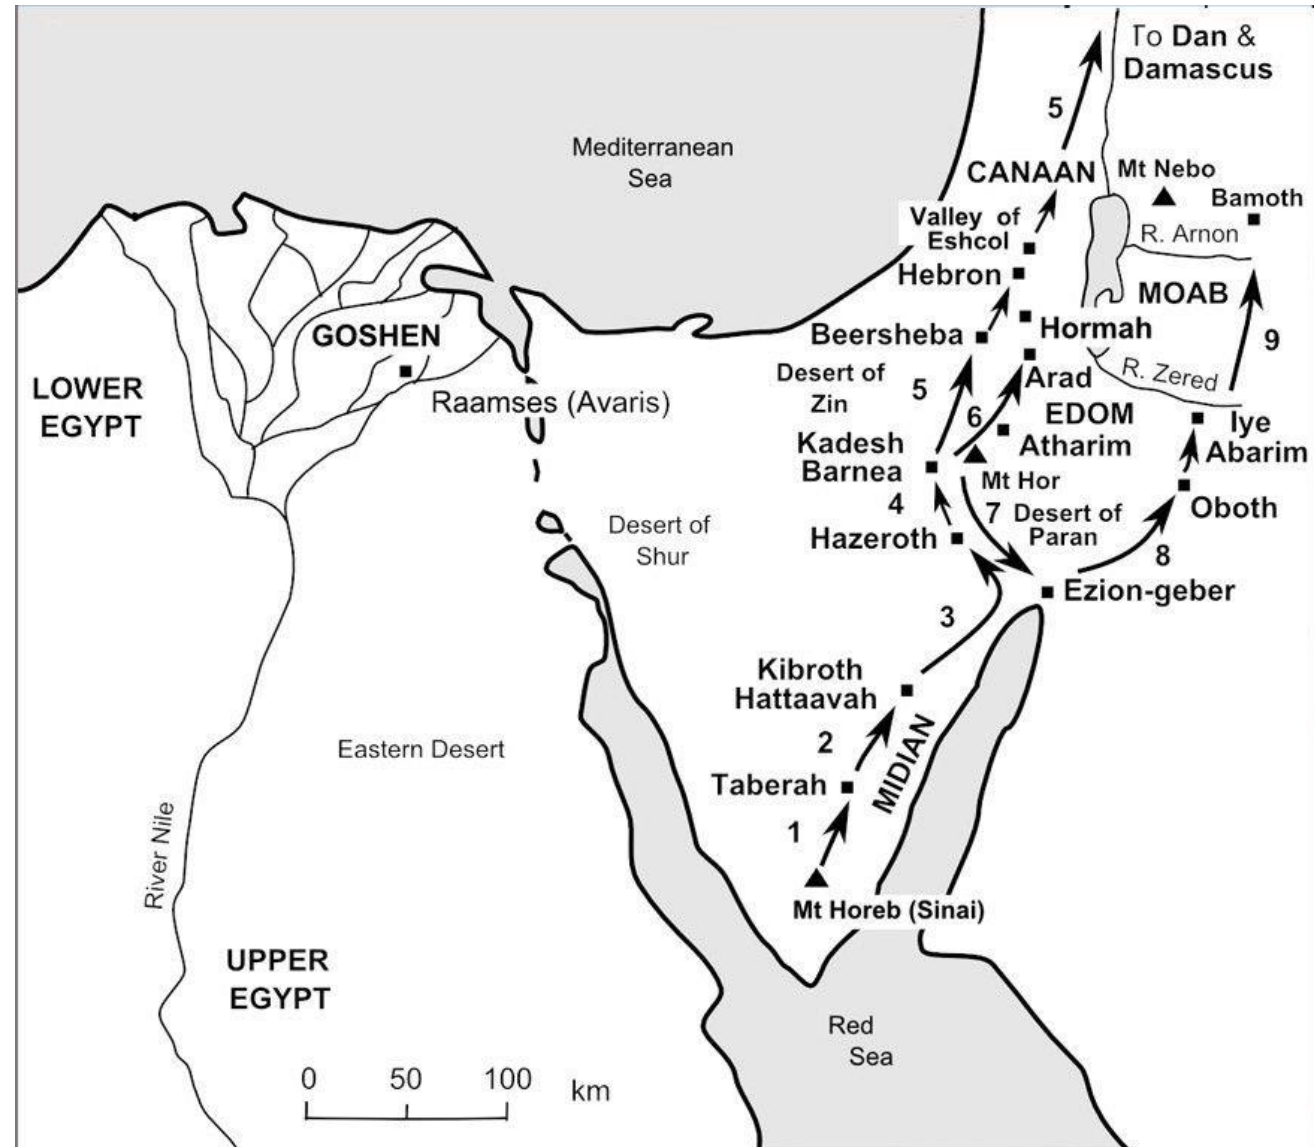 To Dan &
Damascus
5
Mediterranean
Sea
CANAAN
Mt Nebo
Bamoth
Valley of
Eshcol
R. Arnon
Hebron
MOAB
GOSHEN
Beersheba
Hormah
9
LOWER
EGYPT
Desert of
Zin
5
R. Zered
Arad
Raamses (Avaris)
6
EDOM
Iye
Abarim
Kadesh
Barnea
Atharim
Mt Hor
4
7
Desert of
Paran
Oboth
Desert of
Shur
Hazeroth
8
Ezion-geber
3
Kibroth
Hattaavah
2
MIDIAN
Eastern Desert
Taberah
1
River Nile
Mt Horeb (Sinai)
UPPER
EGYPT
Red
Sea
0 50 100
km